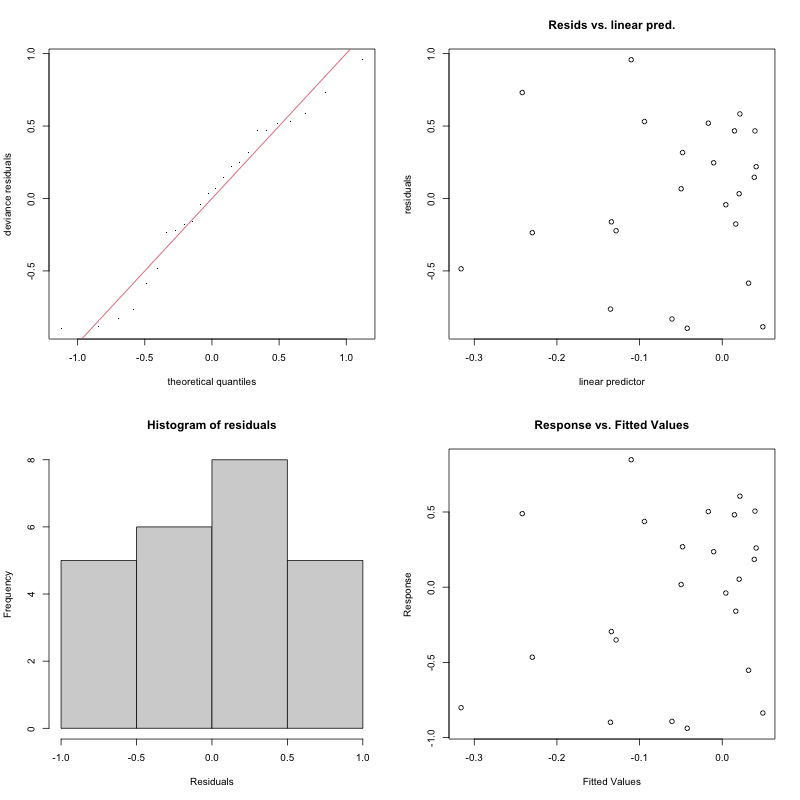 1.0
0.5
0.0
-0.5
deviance residuals
-1.0 -0.5 0.0 0.5 1.0
theoretical quantiles
Resids vs. linear pred.
1.0
0.5
0.0
-0.5
residuals
-0.3 -0.2 -0.1 0.0
linear predictor
Histogram of residuals
8
6
4
2
0
Frequency
-1.0 -0.5 0.0 0.5 1.0
Residuals
Response vs. Fitted Values
0.5
0.0
-0.5
-1.0
Response
-0.3 -0.2 -0.1 0.0
Fitted Values